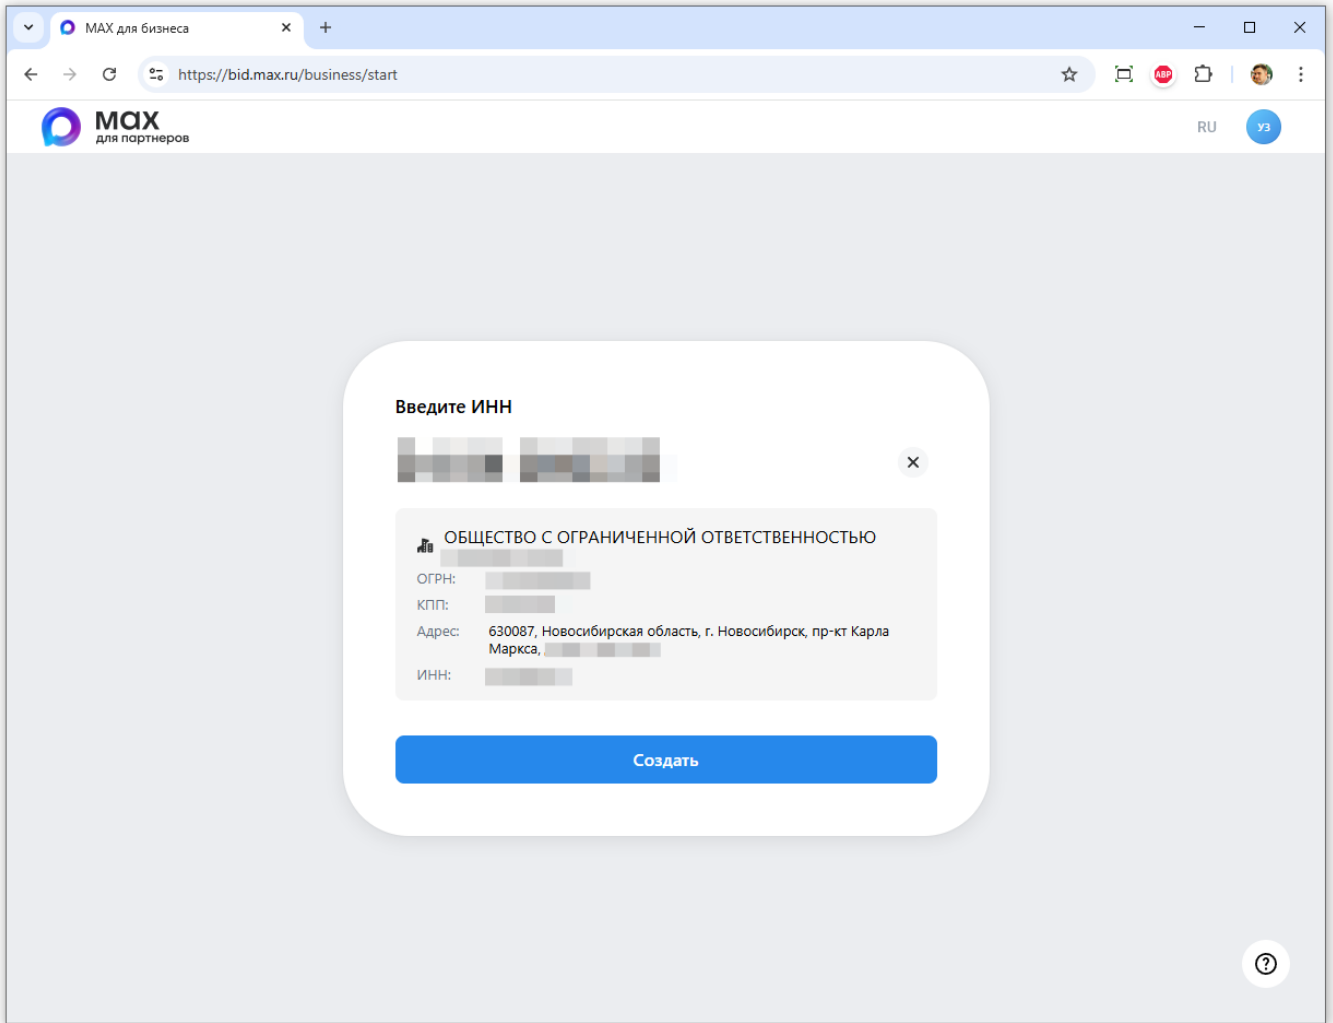 MAX для бизнеса
https://bid.max.ru/business/start
ABP
max
для партнеров
RU
УЗ
Введите ИНН
ОБЩЕСТВО С ОГРАНИЧЕННОЙ ОТВЕТСТВЕННОСТЬЮ
ОГРН:
КПП:
Адрес: 630087, Новосибирская область, г. Новосибирск, пр-кт Карла
Маркса,
ИНН:
Создать